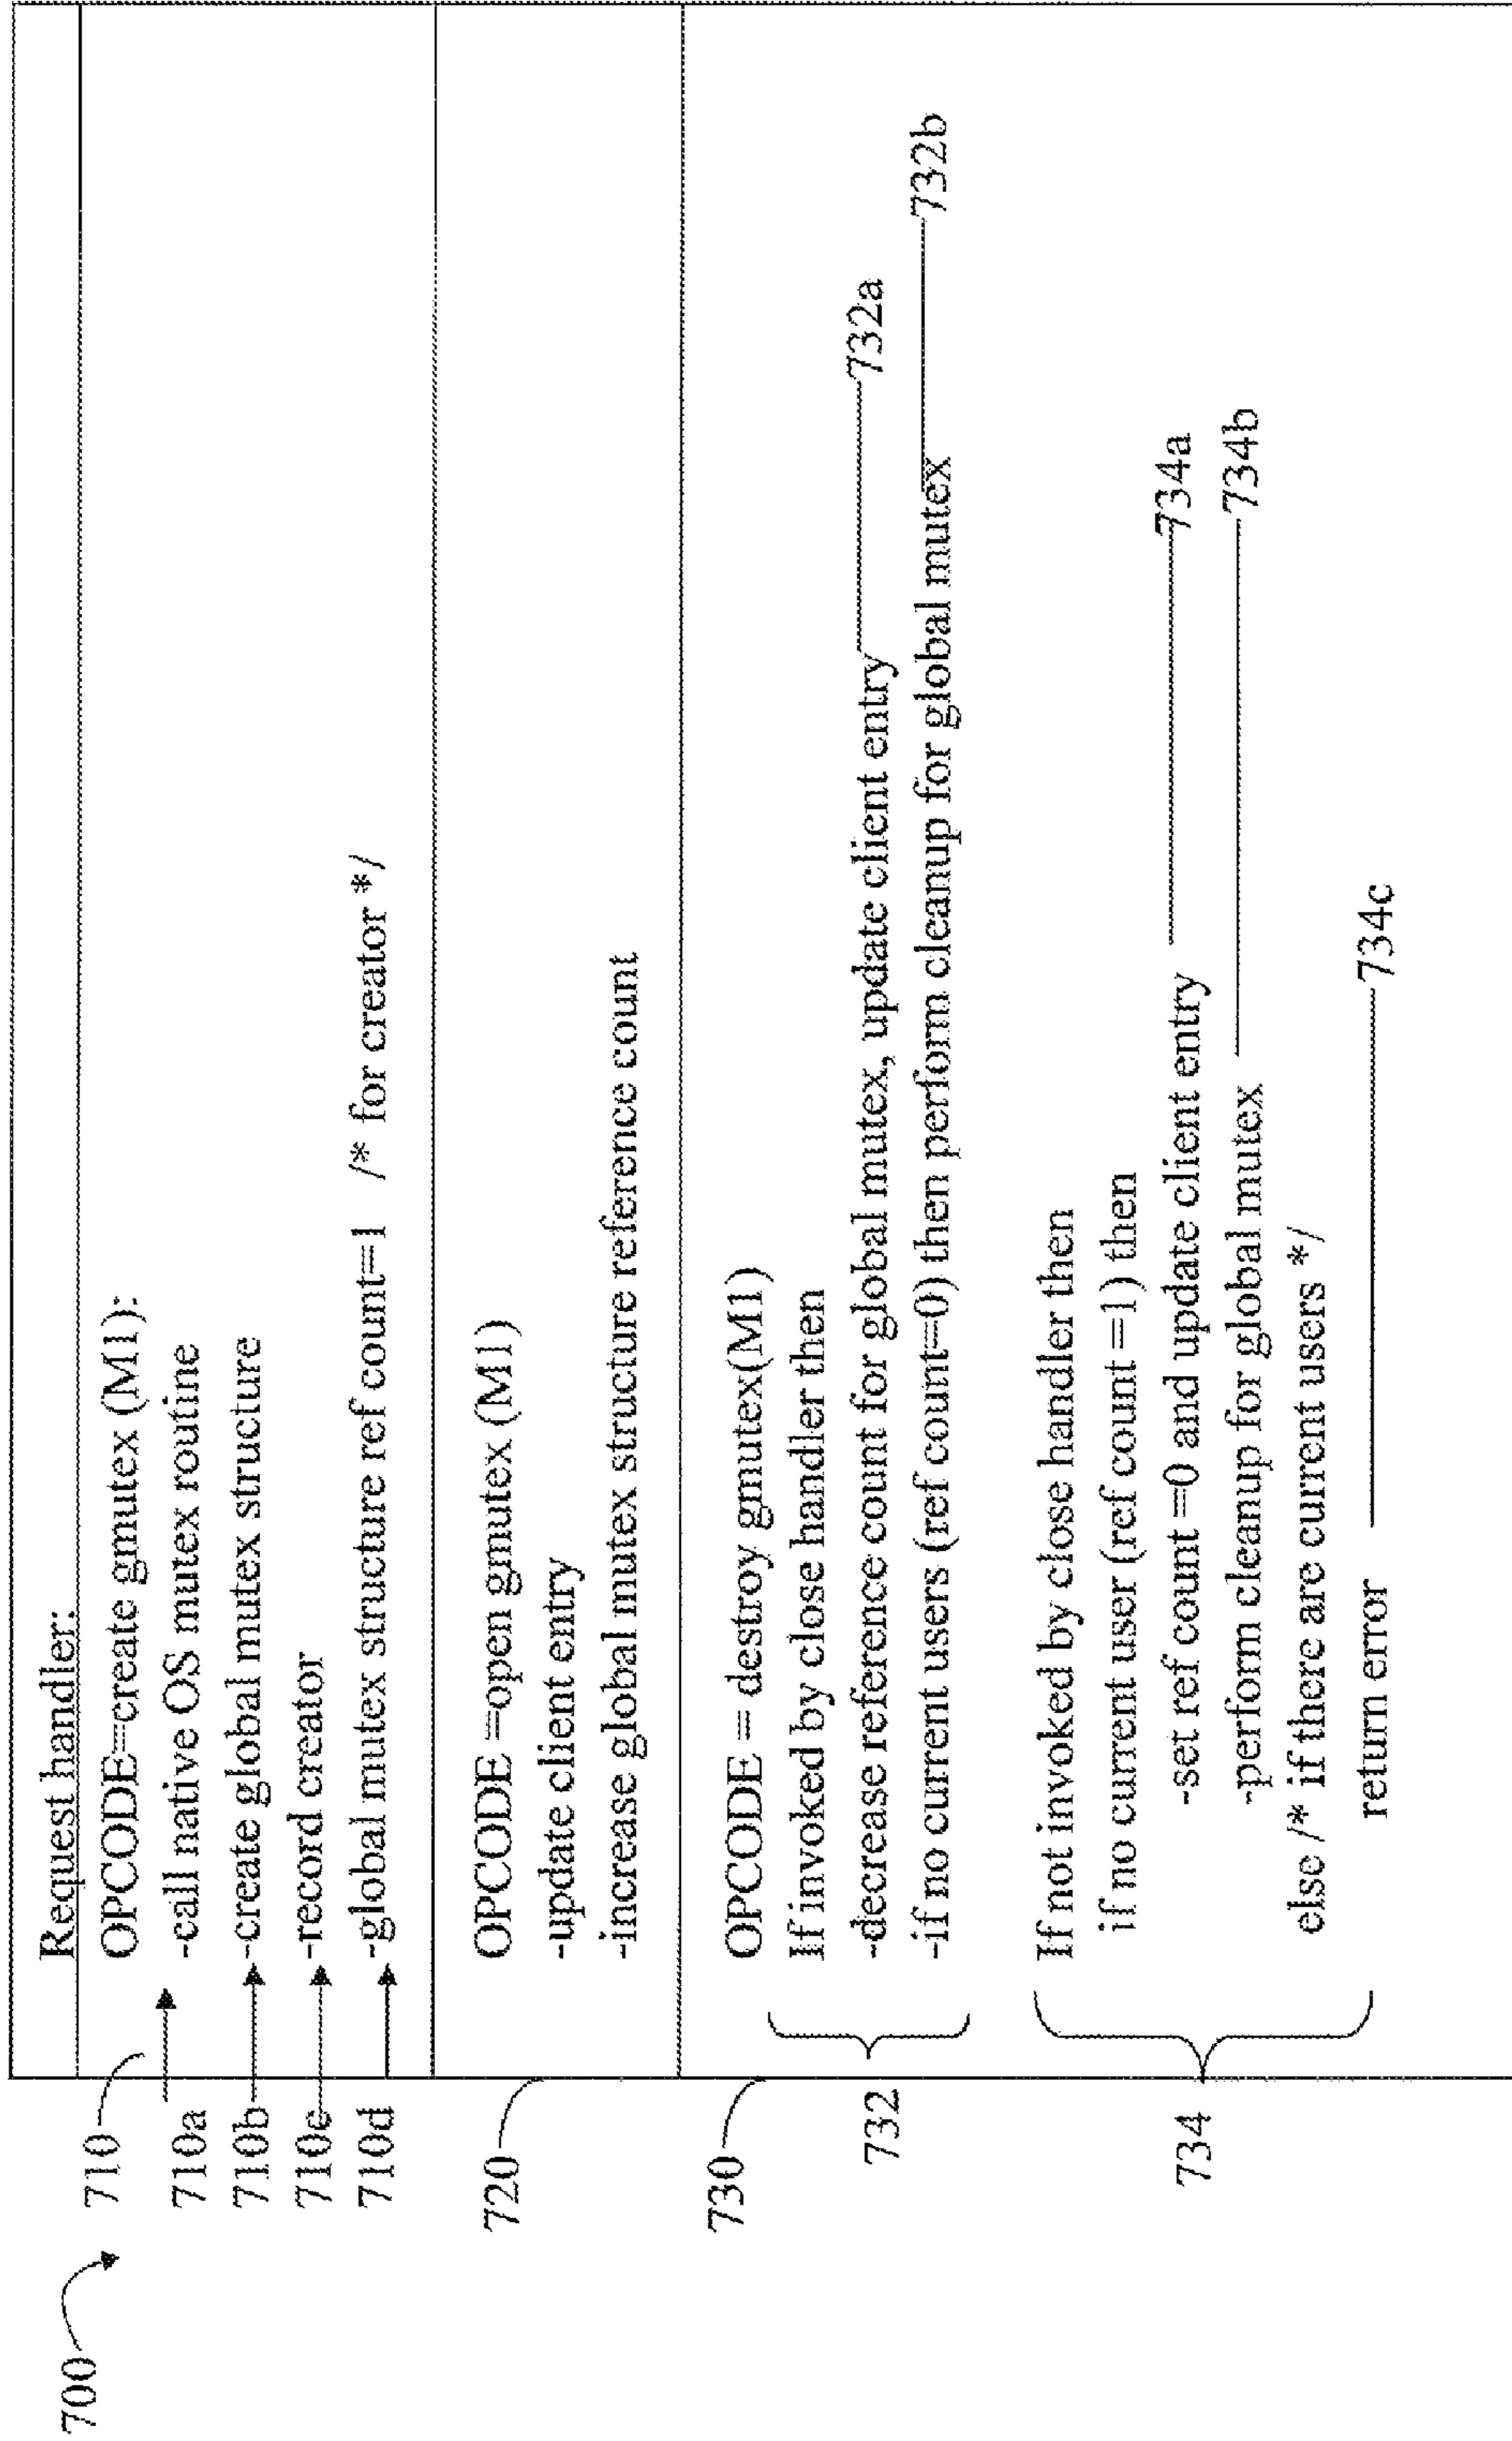 700
Request handler:
710
OPCODE=create gmutex (M1):
710a
-call native OS mutex routine
710b
-create global mutex structure
710c
-record creator
710d
-global mutex structure ref count=1 /* for creator */
720
OPCODE =open gmutex (M1)
-update client entry
-increase global mutex structure reference count
730
OPCODE = destroy gmutex(M1)
732
If invoked by close handler then
-decrease reference count for global mutex, update client entry 732a
-if no current users (ref count=0) then perform cleanup for global mutex 732b
734
If not invoked by close handler then
if no current user (ref count =1) then
-set ref count =0 and update client entry 734a
-perform cleanup for global mutex 734b
else /* if there are current users */
return error 734c